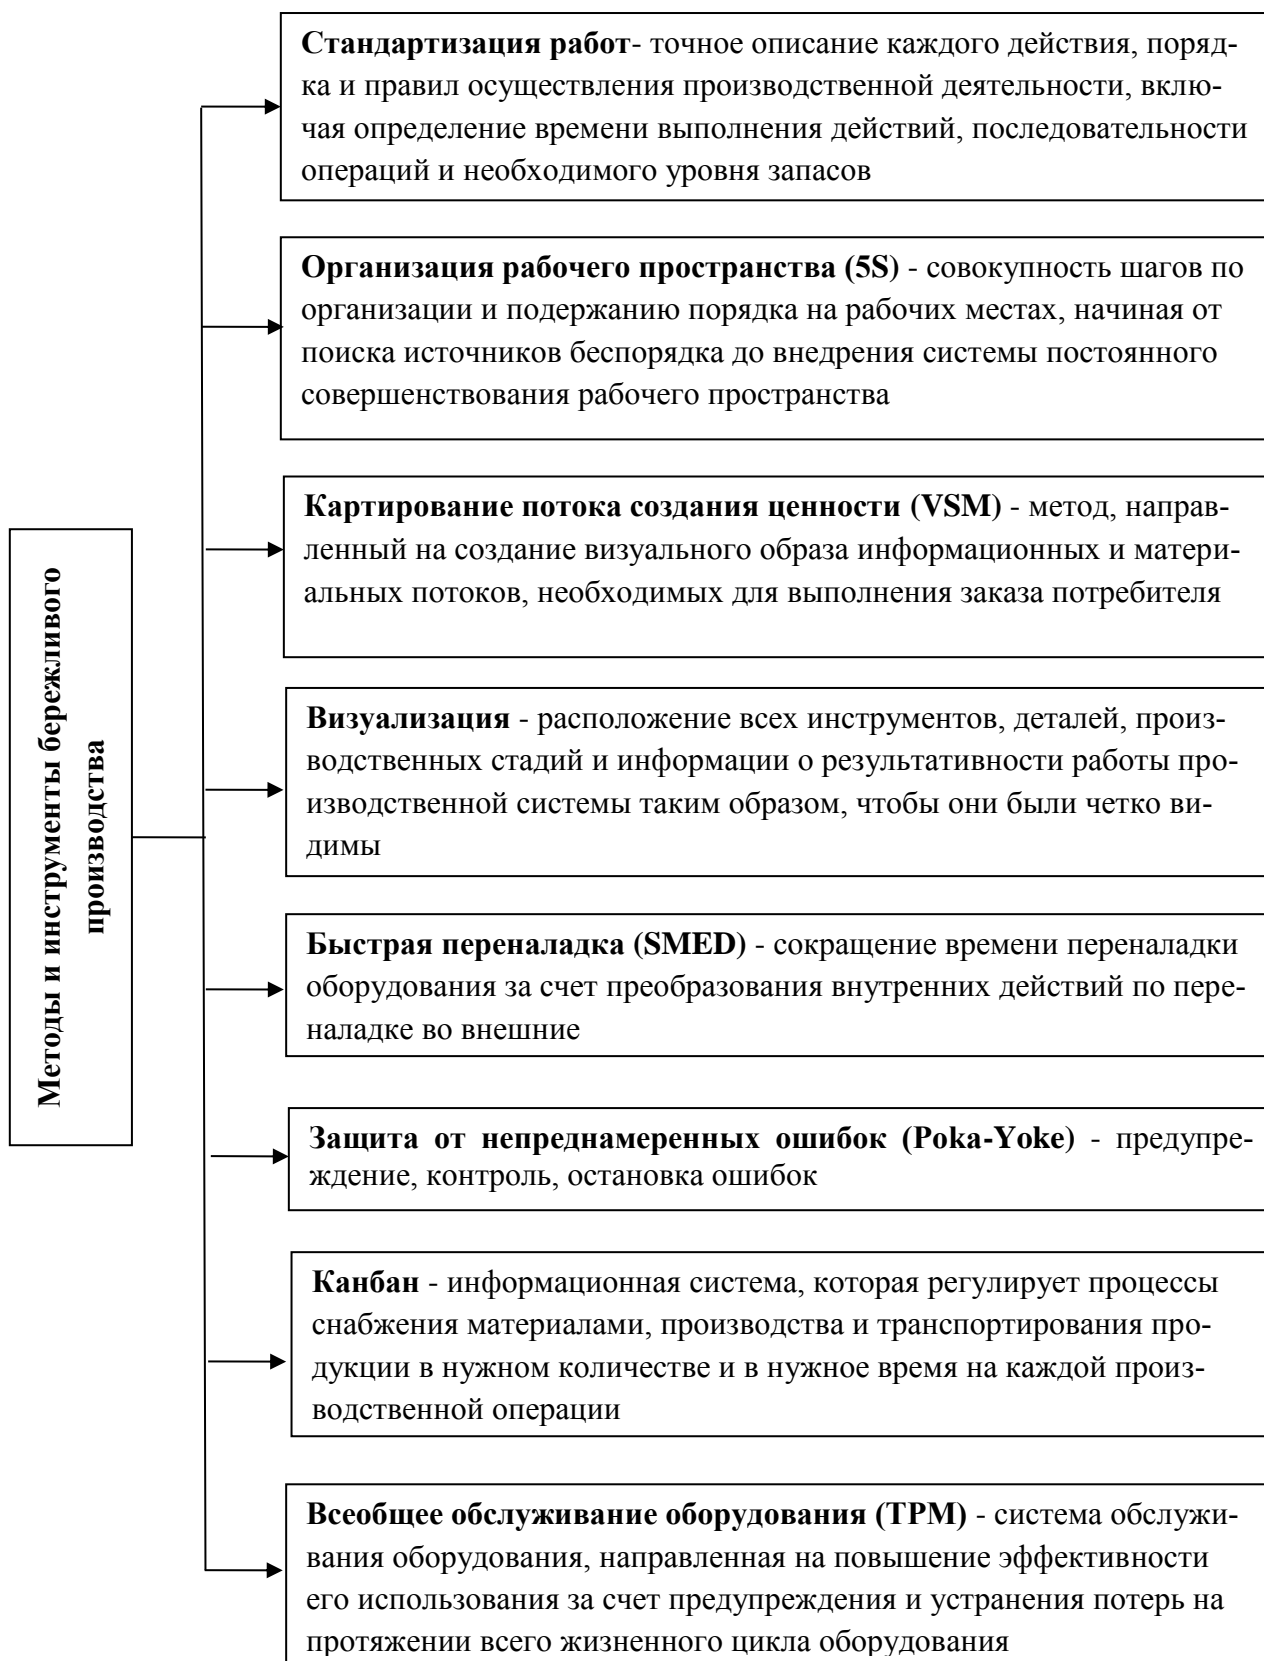 Стандартизация работ- точное описание каждого действия, поряд-
ка и правил осуществления производственной деятельности, вклю-
чая определение времени выполнения действий, последовательности
операций и необходимого уровня запасов
Организация рабочего пространства (5S) - совокупность шагов по
организации и подержанию порядка на рабочих местах, начиная от
поиска источников беспорядка до внедрения системы постоянного
совершенствования рабочего пространства
Картирование потока создания ценности (VSM) - метод, направ-
ленный на создание визуального образа информационных и матери-
альных потоков, необходимых для выполнения заказа потребителя
Методы и инструменты бережливого
производства
Визуализация - расположение всех инструментов, деталей, произ-
водственных стадий и информации о результативности работы про-
изводственной системы таким образом, чтобы они были четко ви-
димы
Быстрая переналадка (SMED) - сокращение времени переналадки
оборудования за счет преобразования внутренних действий по пере-
наладке во внешние
Защита от непреднамеренных ошибок (Poka-Yoke) - предупре-
ждение, контроль, остановка ошибок
Канбан - информационная система, которая регулирует процессы
снабжения материалами, производства и транспортирования про-
дукции в нужном количестве и в нужное время на каждой произ-
водственной операции
Всеобщее обслуживание оборудования (TPM) - система обслужи-
вания оборудования, направленная на повышение эффективности
его использования за счет предупреждения и устранения потерь на
протяжении всего жизненного цикла оборудования